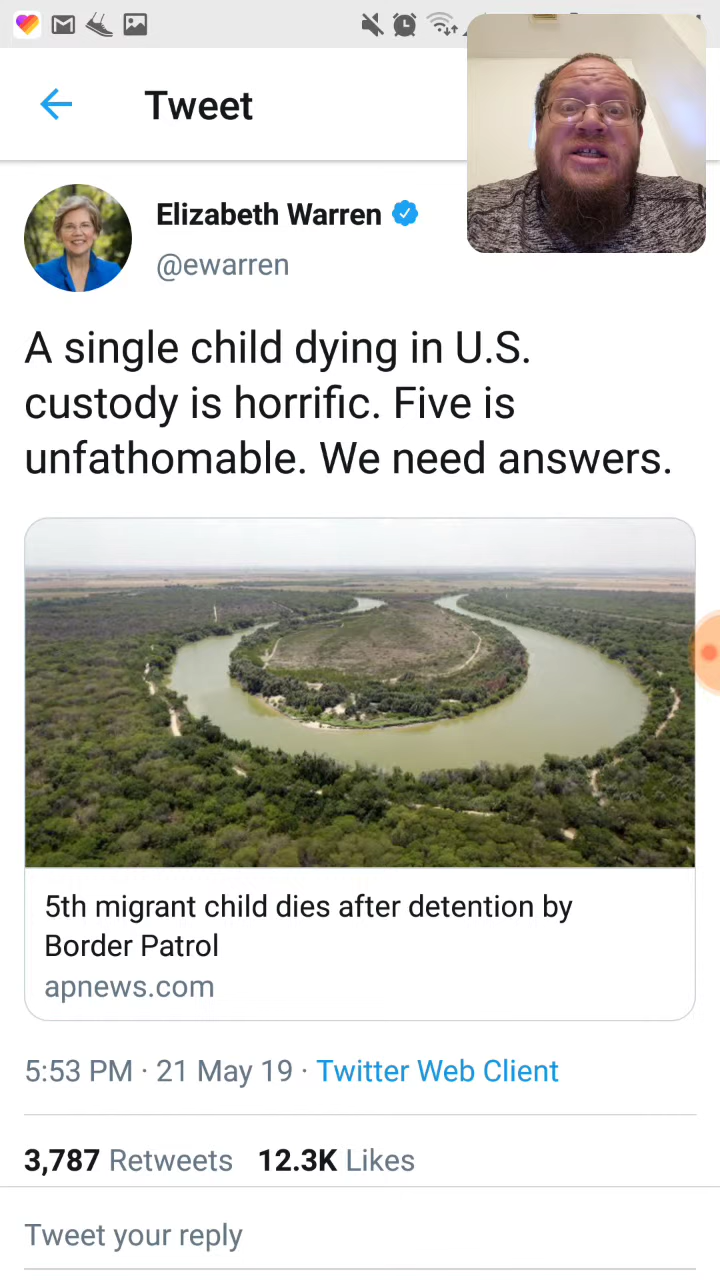 Tweet
Elizabeth Warren
@ewarren
A single child dying in U.S.
custody is horrific. Five is
unfathomable. We need answers.
5th migrant child dies after detention by
Border Patrol
apnews.com
5:53 PM · 21 May 19 · Twitter Web Client
3,787 Retweets 12.3K Likes
Tweet your reply